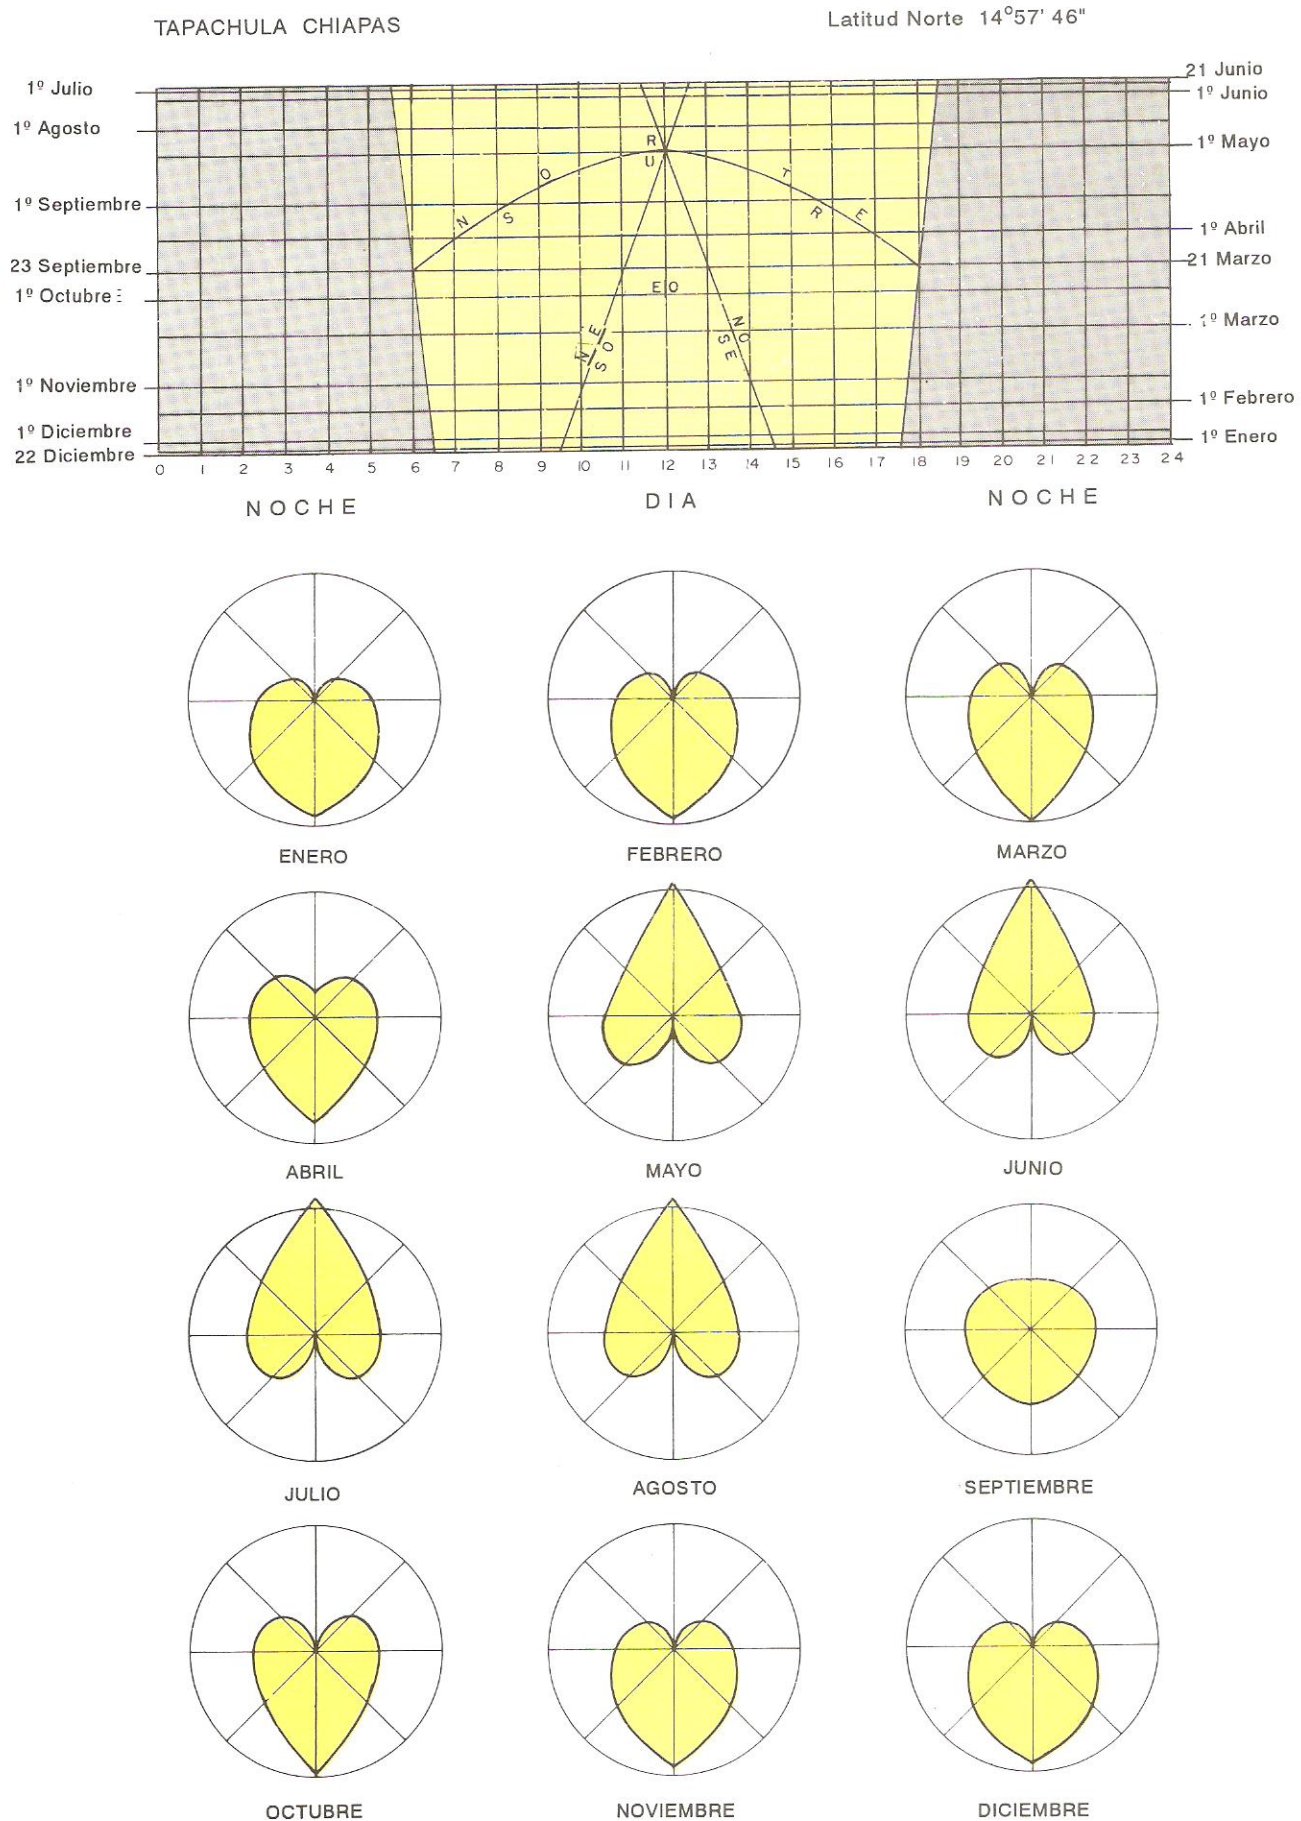 TAPACHULA CHIAPAS
Latitud Norte 14°57' 46"
1º Julio
1º Agosto
1º Septiembre
23 Septiembre
1º Octubre
1º Noviembre
1º Diciembre
22 Diciembre
21 Junio
1º Junio
1º Mayo
1º Abril
21 Marzo
1º Marzo
1º Febrero
1º Enero
N O R T E
S U R
E O
N E
S O
N O
S E
0 1 2 3 4 5 6 7 8 9 10 11 12 13 14 15 16 17 18 19 20 21 22 23 24
NOCHE DIA NOCHE
ENERO FEBRERO MARZO
ABRIL MAYO JUNIO
JULIO AGOSTO SEPTIEMBRE
OCTUBRE NOVIEMBRE DICIEMBRE